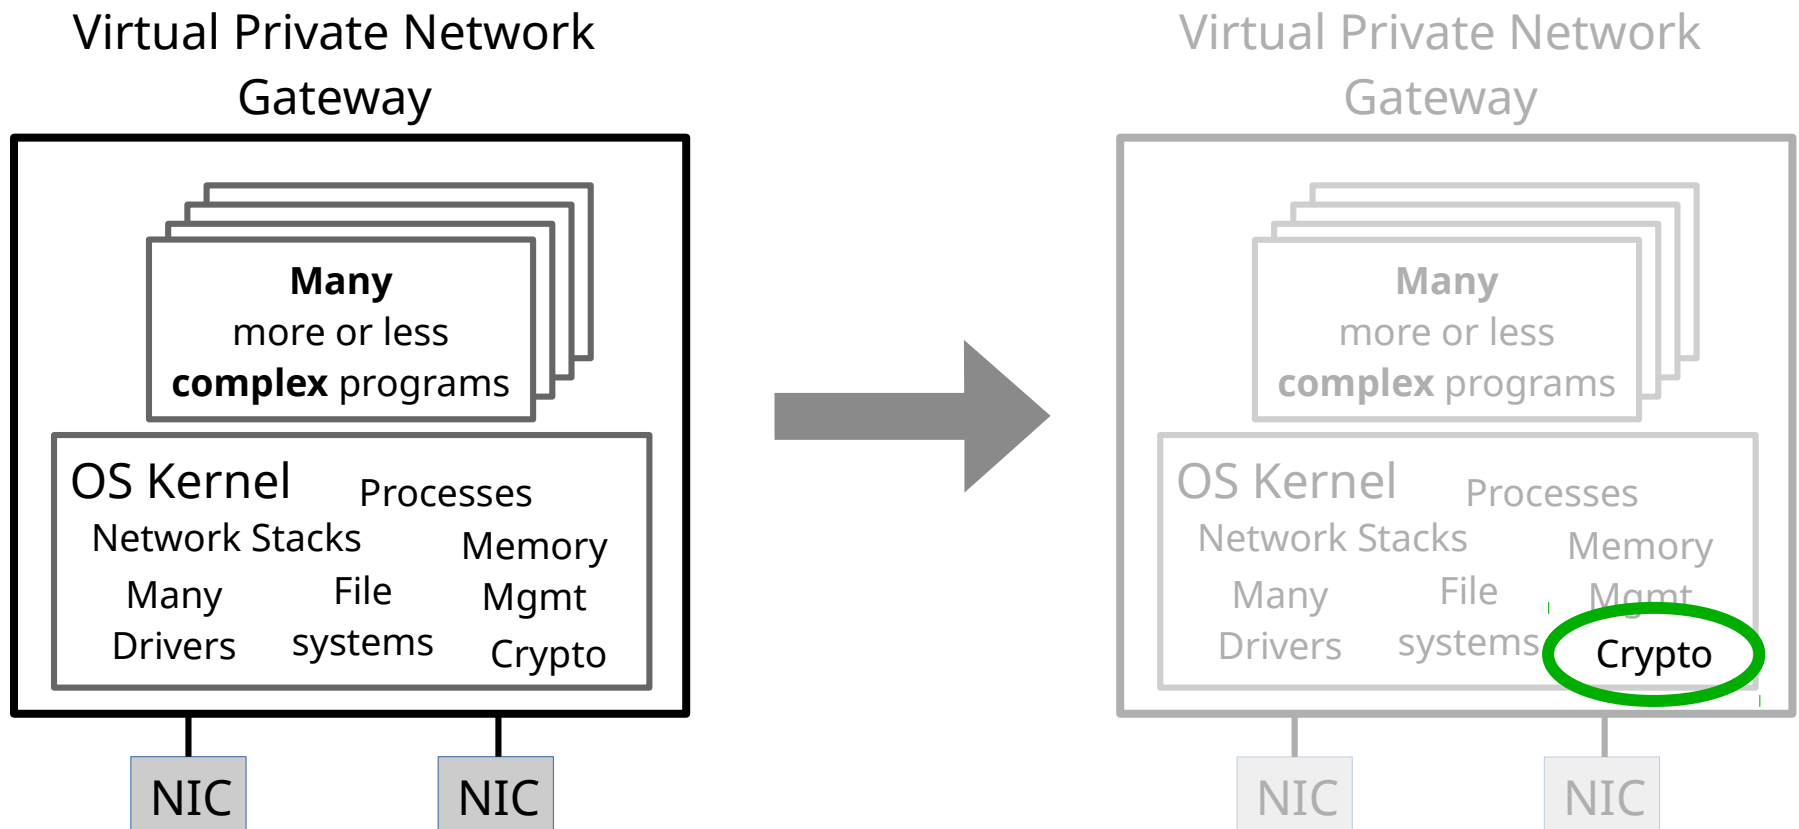 Virtual Private Network
Gateway
Many
more or less
complex programs
OS Kernel
Processes
Network Stacks
Memory
Mgmt
Many
Drivers
File
systems
Crypto
NIC
NIC
Virtual Private Network
Gateway
Many
more or less
complex programs
OS Kernel
Processes
Network Stacks
Memory
Mgmt
Many
Drivers
File
systems
Crypto
NIC
NIC